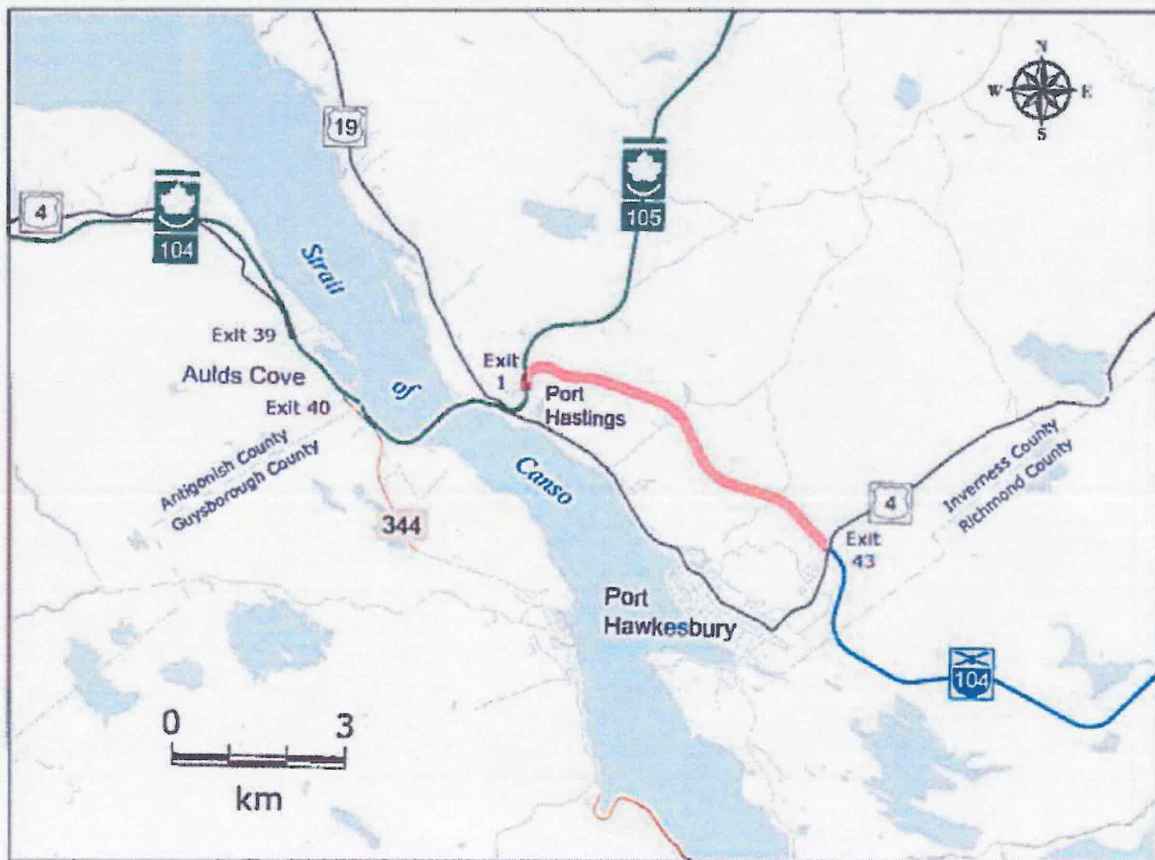 N
W E
S
19
4
104
105
Strait
of
Canso
Exit 39
Aulds Cove
Exit 40
Exit
1
Port
Hastings
Antigonish County
Guysborough County
344
4
Inverness County
Richmond County
Exit
43
Port
Hawkesbury
104
0 3
km